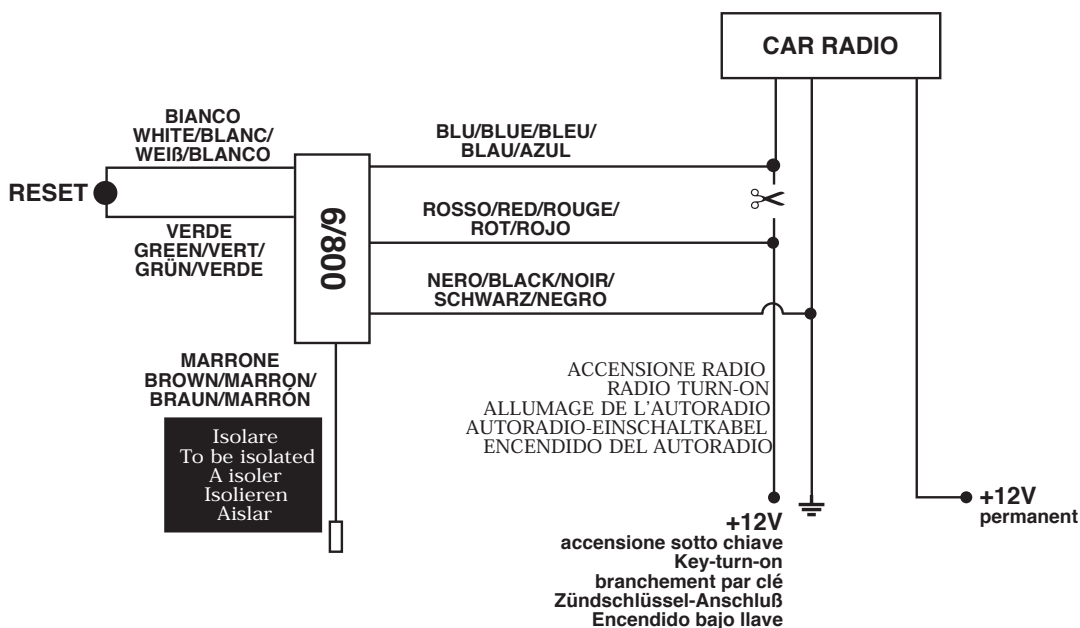 CAR RADIO
BIANCO
WHITE/BLANC/
WEIß/BLANCO
BLU/BLUE/BLEU/
BLAU/AZUL
RESET
ROSSO/RED/ROUGE/
ROT/ROJO
VERDE
GREEN/VERT/
GRÜN/VERDE
6/800
NERO/BLACK/NOIR/
SCHWARZ/NEGRO
MARRONE
BROWN/MARRON/
BRAUN/MARRÓN/
Isolare
To be isolated
A isoler
Isolieren
Aislar
ACCENSIONE RADIO
RADIO TURN-ON
ALLUMAGE DE L'AUTORADIO
AUTORADIO-EINSCHALTKABEL
ENCENDIDO DEL AUTORADIO
+12V
accensione sotto chiave
Key-turn-on
branchement par clé
Zündschlüssel-Anschluß
Encendido bajo llave
+12V
permanent